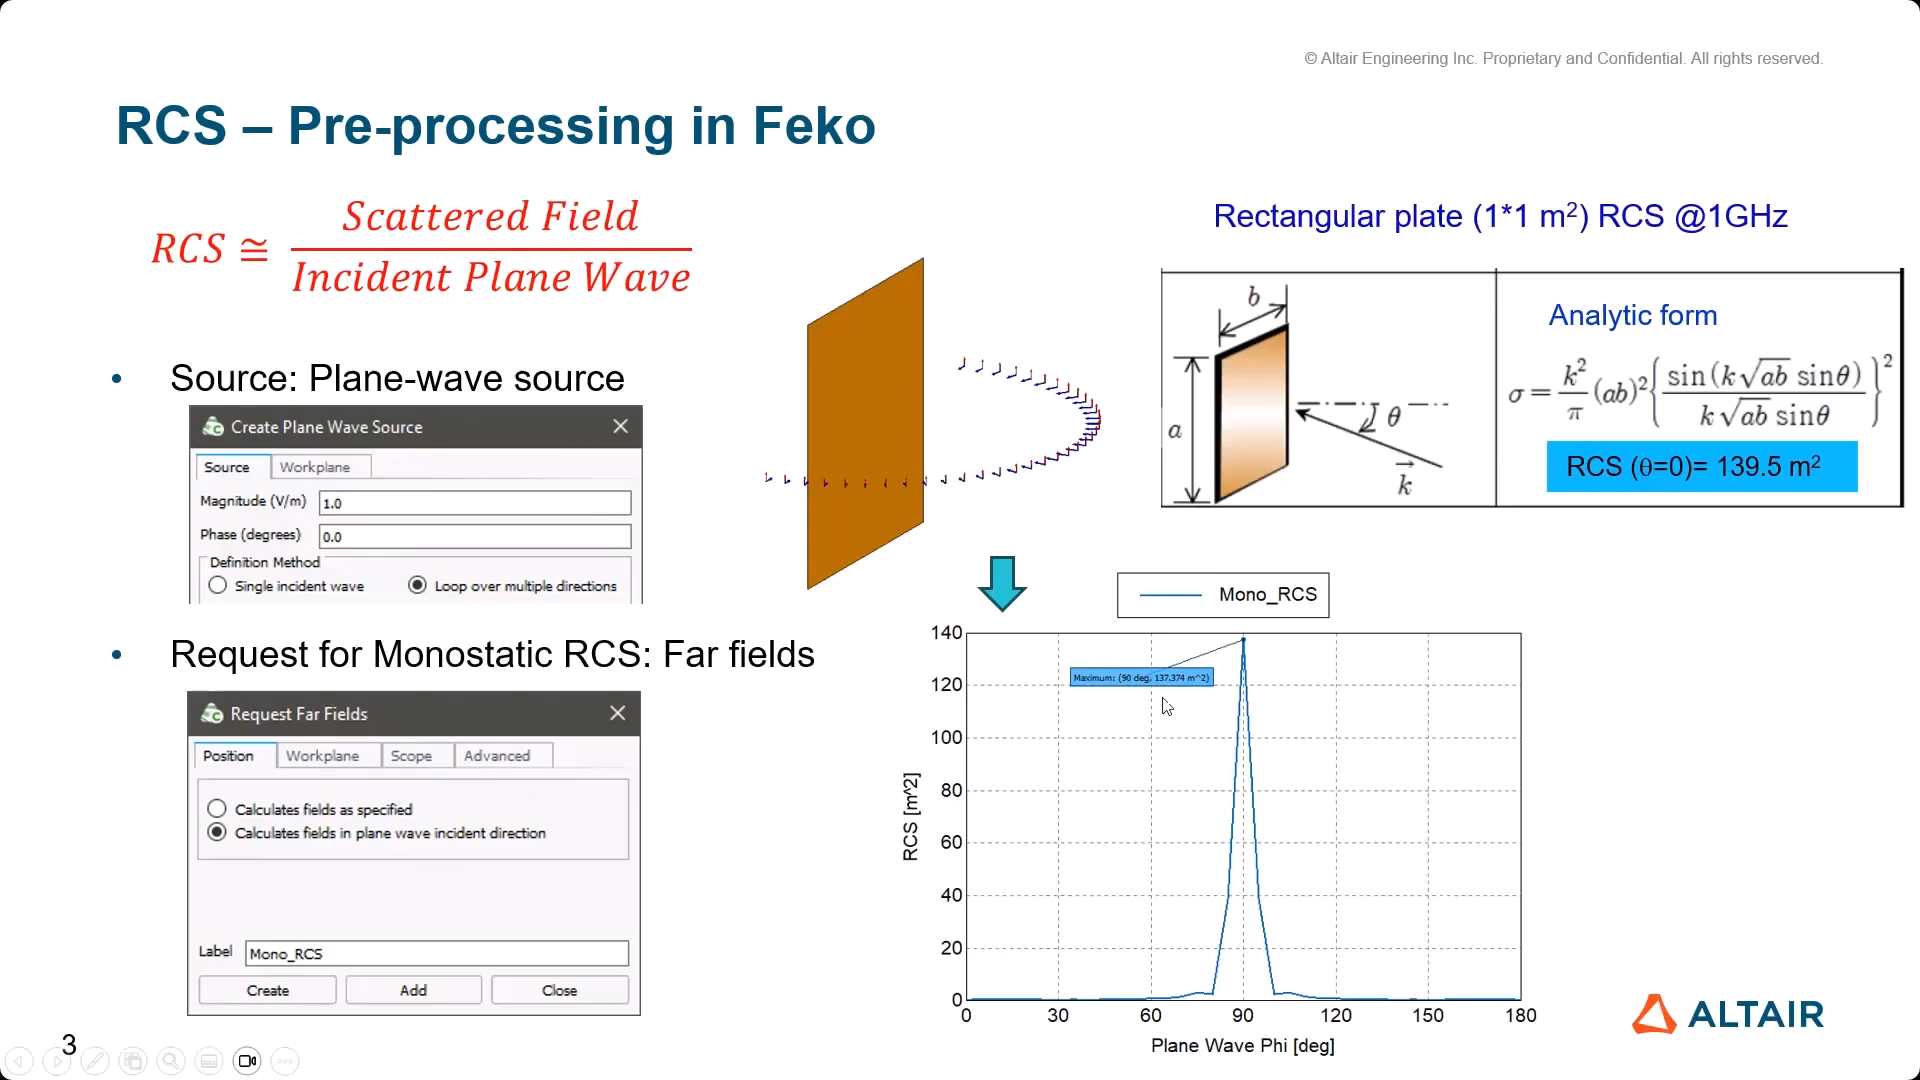 © Altair Engineering Inc. Proprietary and Confidential. All rights reserved.
RCS – Pre-processing in Feko
RCS ≅ Scattered Field / Incident Plane Wave
Rectangular plate (1*1 m²) RCS @1GHz
b
a
θ
k⃗
Analytic form
σ = k²/π (ab)² { sin (k √ab sinθ) / k √ab sinθ }²
RCS (θ=0)= 139.5 m²
• Source: Plane-wave source
Create Plane Wave Source
Source Workplane
Magnitude (V/m) 1.0
Phase (degrees) 0.0
Definition Method
Single incident wave Loop over multiple directions
• Request for Monostatic RCS: Far fields
Request Far Fields
Position Workplane Scope Advanced
Calculates fields as specified
Calculates fields in plane wave incident direction
Label Mono_RCS
Create Add Close
Mono_RCS
Maximum: (90 deg, 137.374 m^2)
RCS [m^2]
140
120
100
80
60
40
20
0
0 30 60 90 120 150 180
Plane Wave Phi [deg]
ALTAIR
3